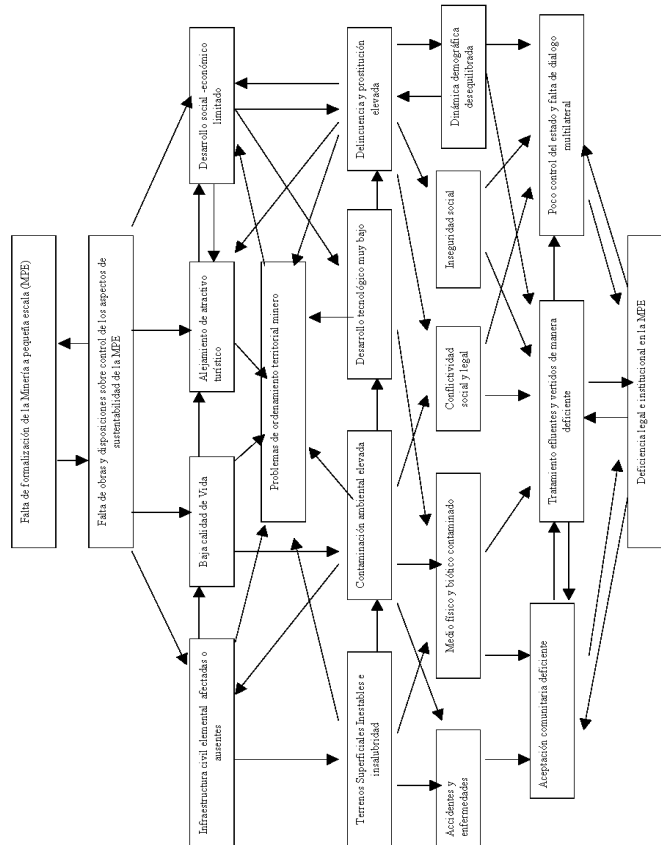 Falta de formalización de la Minería a pequeña escala (MPE)
Falta de obras y disposiciones sobre control de los aspectos de
sustentabilidad de la MPE
Infraestructura civil elemental afectadas o
ausentes
Baja calidad de Vida
Alejamiento de atractivo
turístico
Desarrollo social -económico
limitado
Problemas de ordenamiento territorial minero
Terrenos Superficiales Inestables e
insalubridad
Contaminación ambiental elevada
Desarrollo tecnológico muy bajo
Delincuencia y prostitución
elevada
Accidentes y
enfermedades
Medio físico y biótico contaminado
Conflictividad
social y legal
Inseguridad social
Dinámica demográfica
desequilibrada
Aceptación comunitaria deficiente
Tratamiento efluentes y vertidos de manera
deficiente
Poco control del estado y falta de dialogo
multilateral
Deficiencia legal e institucional en la MPE